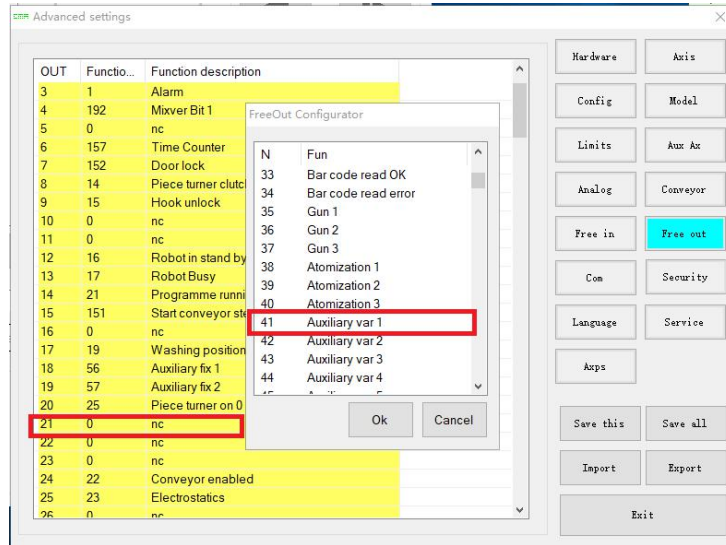 CMA Advanced settings
OUT Functio... Function description
3 1 Alarm
4 192 Mixver Bit 1
5 0 nc
6 157 Time Counter
7 152 Door lock
8 14 Piece turner clutc
9 15 Hook unlock
10 0 nc
11 0 nc
12 16 Robot in stand by
13 17 Robot Busy
14 21 Programme runni
15 151 Start conveyor ste
16 0 nc
17 19 Washing position
18 56 Auxiliary fix 1
19 57 Auxiliary fix 2
20 25 Piece turner on 0
21 0 nc
22 0 nc
23 0 nc
24 22 Conveyor enabled
25 23 Electrostatics
26 0 nc
FreeOut Configurator
N Fun
33 Bar code read OK
34 Bar code read error
35 Gun 1
36 Gun 2
37 Gun 3
38 Atomization 1
39 Atomization 2
40 Atomization 3
41 Auxiliary var 1
42 Auxiliary var 2
43 Auxiliary var 3
44 Auxiliary var 4
Ok Cancel
Hardware Axis
Config Model
Limits Aux Ax
Analog Conveyor
Free in Free out
Com Security
Language Service
Axps
Save this Save all
Import Export
Exit